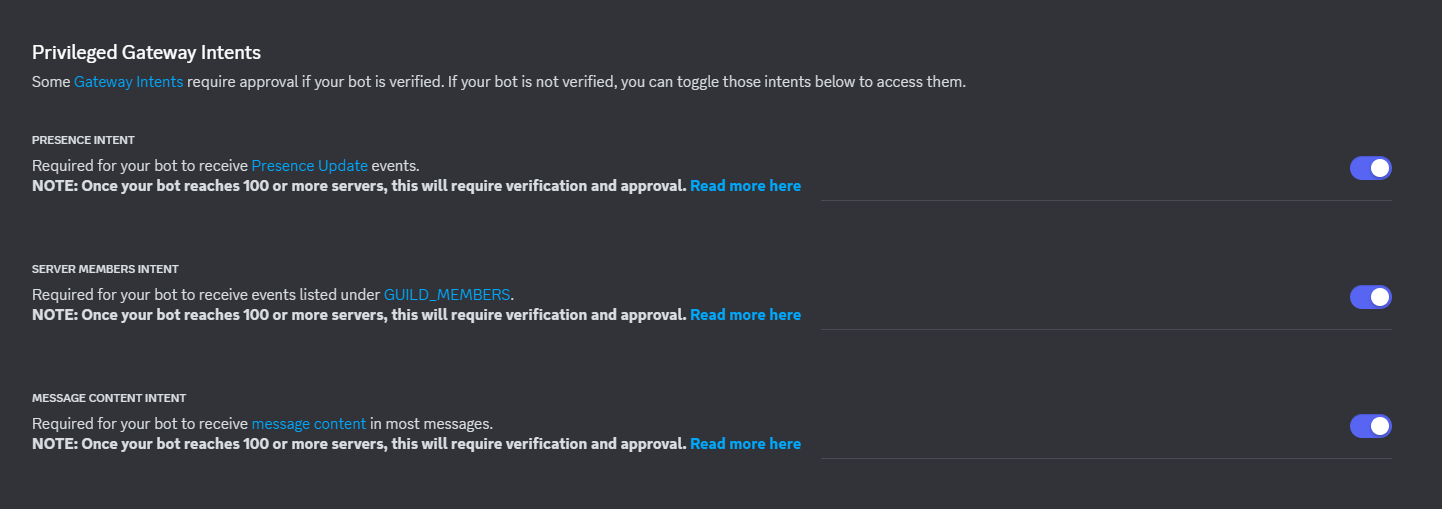 Privileged Gateway Intents
Some Gateway Intents require approval if your bot is verified. If your bot is not verified, you can toggle those intents below to access them.
PRESENCE INTENT
Required for your bot to receive Presence Update events.
NOTE: Once your bot reaches 100 or more servers, this will require verification and approval. Read more here
SERVER MEMBERS INTENT
Required for your bot to receive events listed under GUILD_MEMBERS.
NOTE: Once your bot reaches 100 or more servers, this will require verification and approval. Read more here
MESSAGE CONTENT INTENT
Required for your bot to receive message content in most messages.
NOTE: Once your bot reaches 100 or more servers, this will require verification and approval. Read more here